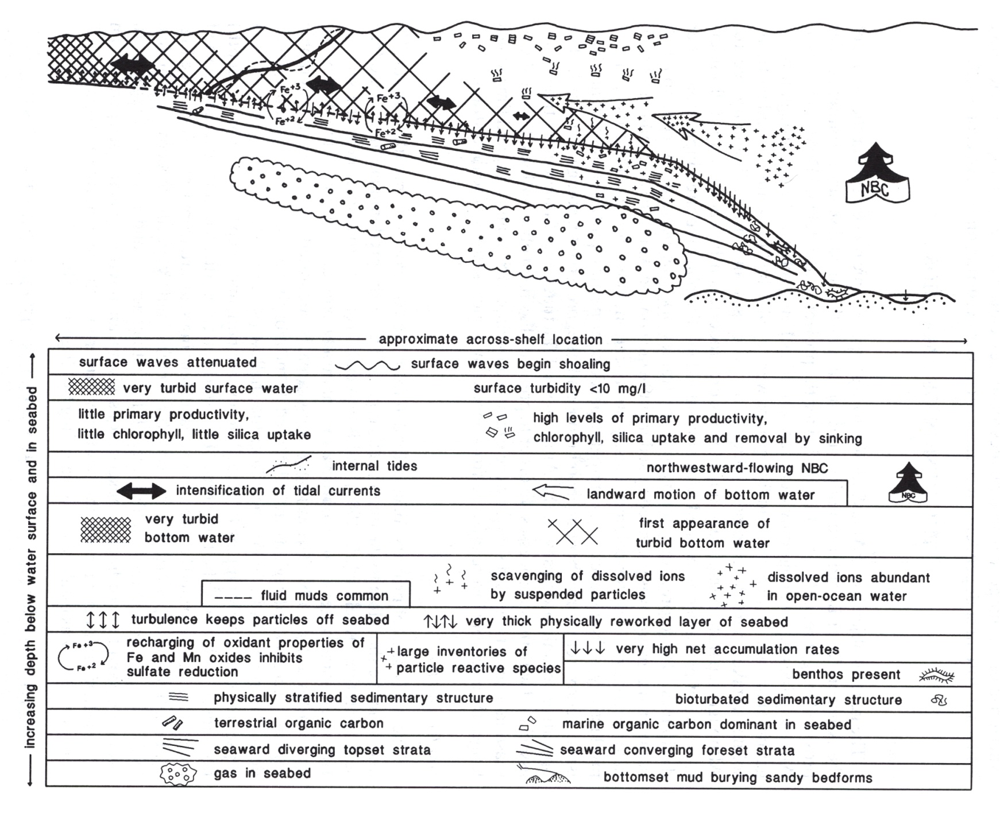 Fe+3
Fe+2
Fe+3
Fe+2
NBC
approximate across-shelf location
increasing depth below water surface and in seabed
surface waves attenuated
surface waves begin shoaling
very turbid surface water
surface turbidity <10 mg/l
little primary productivity,
little chlorophyll, little silica uptake
high levels of primary productivity,
chlorophyll, silica uptake and removal by sinking
internal tides
northwestward-flowing NBC
NBC
intensification of tidal currents
landward motion of bottom water
very turbid
bottom water
first appearance of
turbid bottom water
fluid muds common
scavenging of dissolved ions
by suspended particles
dissolved ions abundant
in open-ocean water
turbulence keeps particles off seabed
very thick physically reworked layer of seabed
Fe+3
Fe+2
recharging of oxidant properties of
Fe and Mn oxides inhibits
sulfate reduction
large inventories of
particle reactive species
very high net accumulation rates
benthos present
physically stratified sedimentary structure
bioturbated sedimentary structure
terrestrial organic carbon
marine organic carbon dominant in seabed
seaward diverging topset strata
seaward converging foreset strata
gas in seabed
bottomset mud burying sandy bedforms